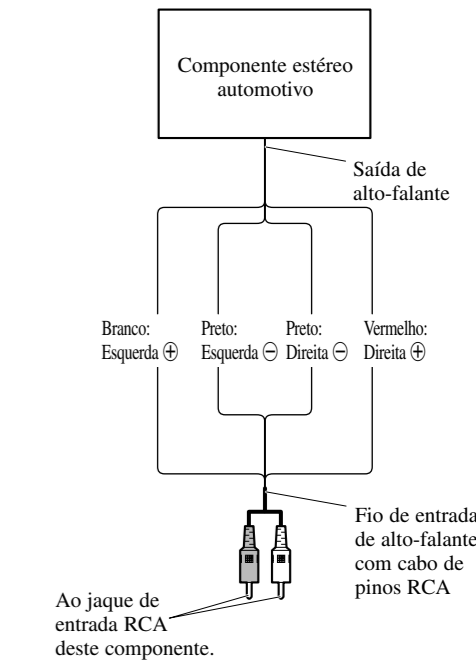 Componente estéreo
automotivo
Saída de
alto-falante
Branco:
Esquerda ⊕
Preto:
Esquerda ⊖
Preto:
Direita ⊖
Vermelho:
Direita ⊕
Fio de entrada
de alto-falante
com cabo de
pinos RCA
Ao jaque de
entrada RCA
deste componente.